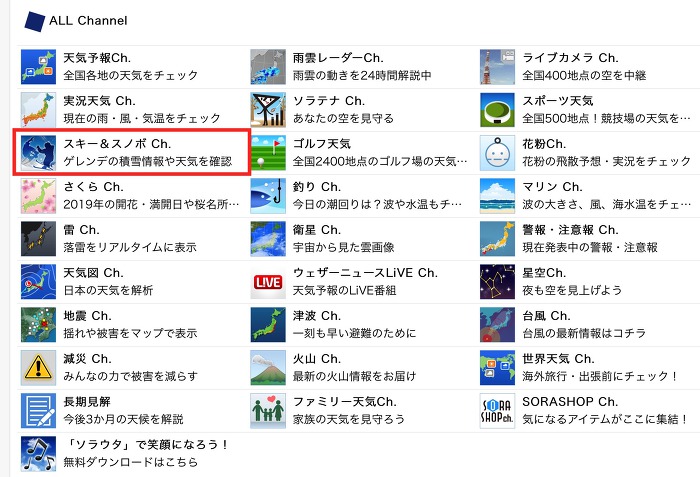 ALL Channel
天気予報Ch.
全国各地の天気をチェック
雨雲レーダーCh.
雨雲の動きを24時間解説中
ライブカメラ Ch.
全国400地点の空を中継
実況天気 Ch.
現在の雨・風・気温をチェック
ソラテナ Ch.
あなたの空を見守る
スポーツ天気
全国500地点！競技場の天気を…
スキー＆スノボ Ch.
ゲレンデの積雪情報や天気を確認
ゴルフ天気
全国2400地点のゴルフ場の天気…
花粉Ch.
花粉の飛散予想・実況をチェック
さくら Ch.
2019年の開花・満開日や桜名所…
釣り Ch.
今日の潮回りは？波や水温もチ…
マリン Ch.
波の大きさ、風、海水温をチェ…
雷 Ch.
落雷をリアルタイムに表示
衛星 Ch.
宇宙から見た雲画像
警報・注意報 Ch.
現在発表中の警報・注意報
天気図 Ch.
日本の天気を解析
ウェザーニュースLiVE Ch.
天気予報のLiVE番組
LIVE
星空Ch.
夜も空を見上げよう
地震 Ch.
揺れや被害をマップで表示
津波 Ch.
一刻も早い避難のために
台風 Ch.
台風の最新情報はコチラ
減災 Ch.
みんなの力で被害を減らす
火山 Ch.
最新の火山情報をお届け
世界天気 Ch.
海外旅行・出張前にチェック！
長期見解
今後3か月の天候を解説
ファミリー天気Ch.
家族の天気を見守ろう
SORA
SHOPch.
SORASHOP Ch.
気になるアイテムがここに集結！
「ソラウタ」で笑顔になろう！
無料ダウンロードはこちら